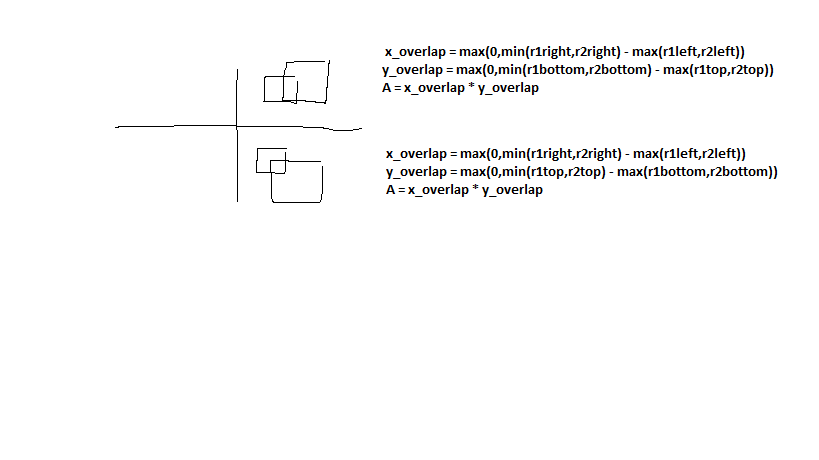 x_overlap = max(0,min(r1right,r2right) - max(r1left,r2left))
y_overlap = max(0,min(r1bottom,r2bottom) - max(r1top,r2top))
A = x_overlap * y_overlap
x_overlap = max(0,min(r1right,r2right) - max(r1left,r2left))
y_overlap = max(0,min(r1top,r2top) - max(r1bottom,r2bottom))
A = x_overlap * y_overlap